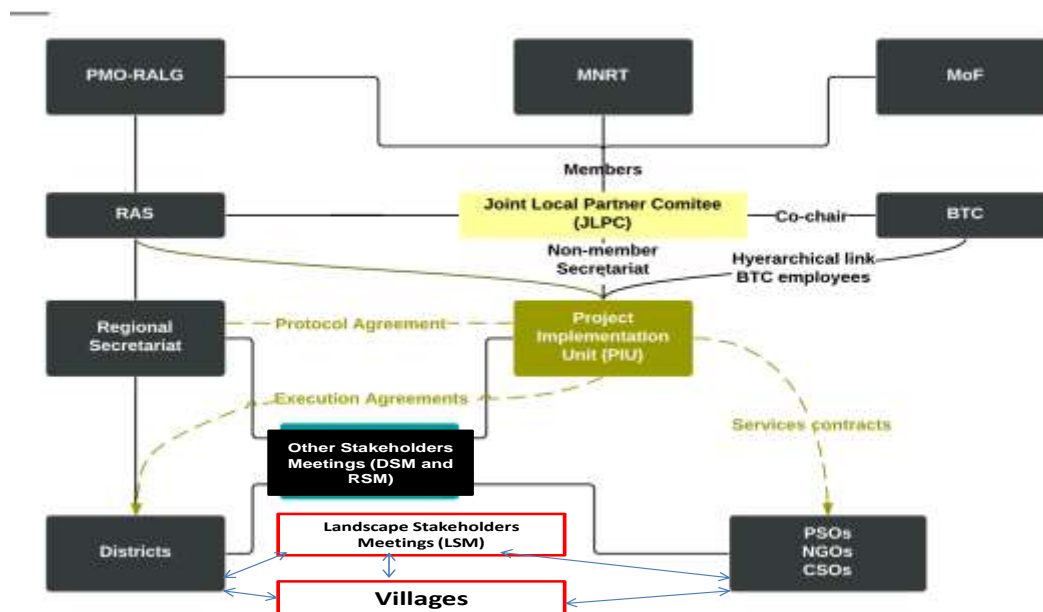 PMO-RALG
MNRT
MoF
Members
RAS
Joint Local Partner Comitee
(JLPC)
Co-chair
BTC
Non-member
Secretariat
Hyerarchical link
BTC employees
Regional
Secretariat
Protocol Agreement
Project
Implementation
Unit (PIU)
Execution Agreements
Services contracts
Other Stakeholders
Meetings (DSM and
RSM)
Districts
Landscape Stakeholders
Meetings (LSM)
PSOs
NGOs
CSOs
Villages